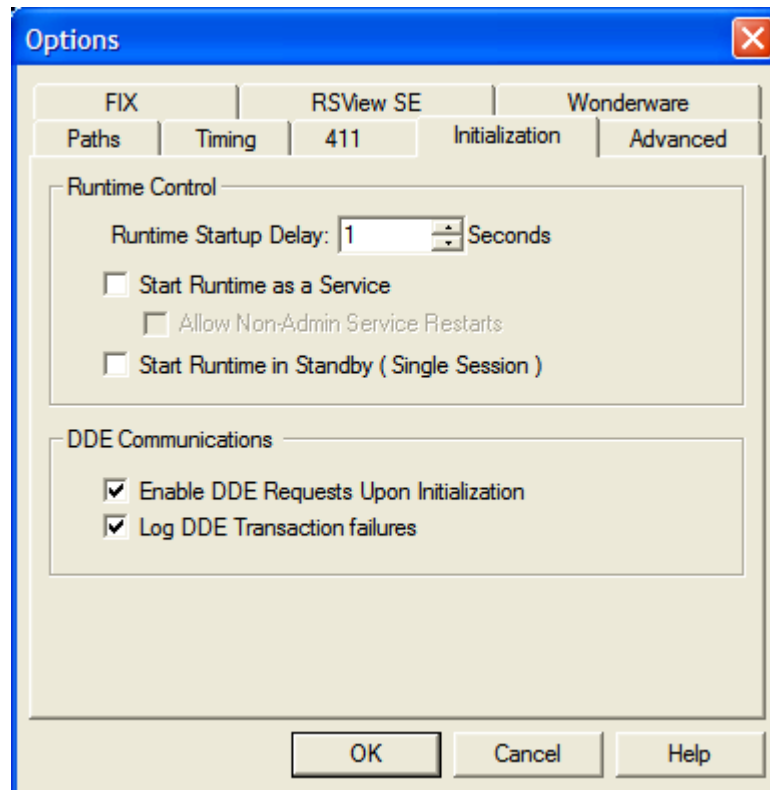 Options
FIX RSView SE Wonderware
Paths Timing 411 Initialization Advanced
Runtime Control
Runtime Startup Delay: 1 Seconds
Start Runtime as a Service
Allow Non-Admin Service Restarts
Start Runtime in Standby ( Single Session )
DDE Communications
Enable DDE Requests Upon Initialization
Log DDE Transaction failures
OK Cancel Help